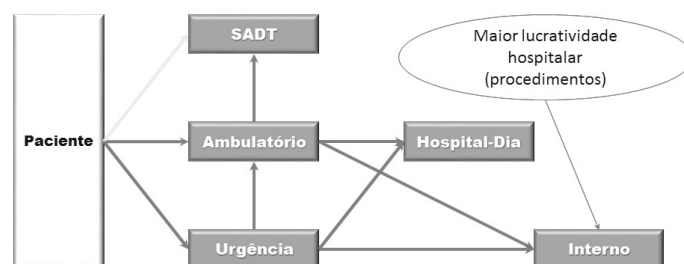 SADT
Maior lucratividade
hospitalar
(procedimentos)
Paciente
Ambulatório
Hospital-Dia
Urgência
Interno